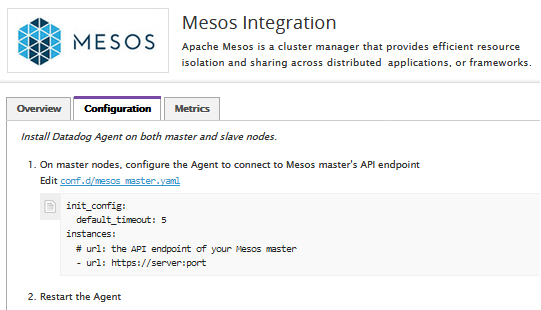 MESOS
Mesos Integration
Apache Mesos is a cluster manager that provides efficient resource
isolation and sharing across distributed applications, or frameworks.
Overview
Configuration
Metrics
Install Datadog Agent on both master and slave nodes.
1. On master nodes, configure the Agent to connect to Mesos master's API endpoint
Edit conf.d/mesos_master.yaml
init_config:
  default_timeout: 5
instances:
  # url: the API endpoint of your Mesos master
  - url: https://server:port
2. Restart the Agent